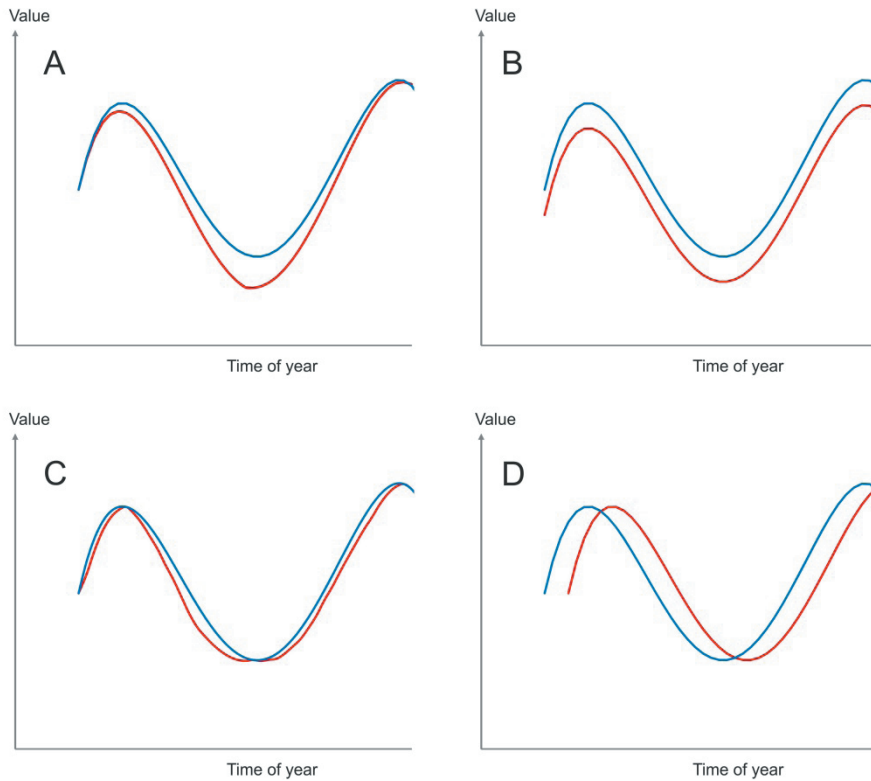 Value
A
Time of year
Value
B
Time of year
Value
C
Time of year
Value
D
Time of year